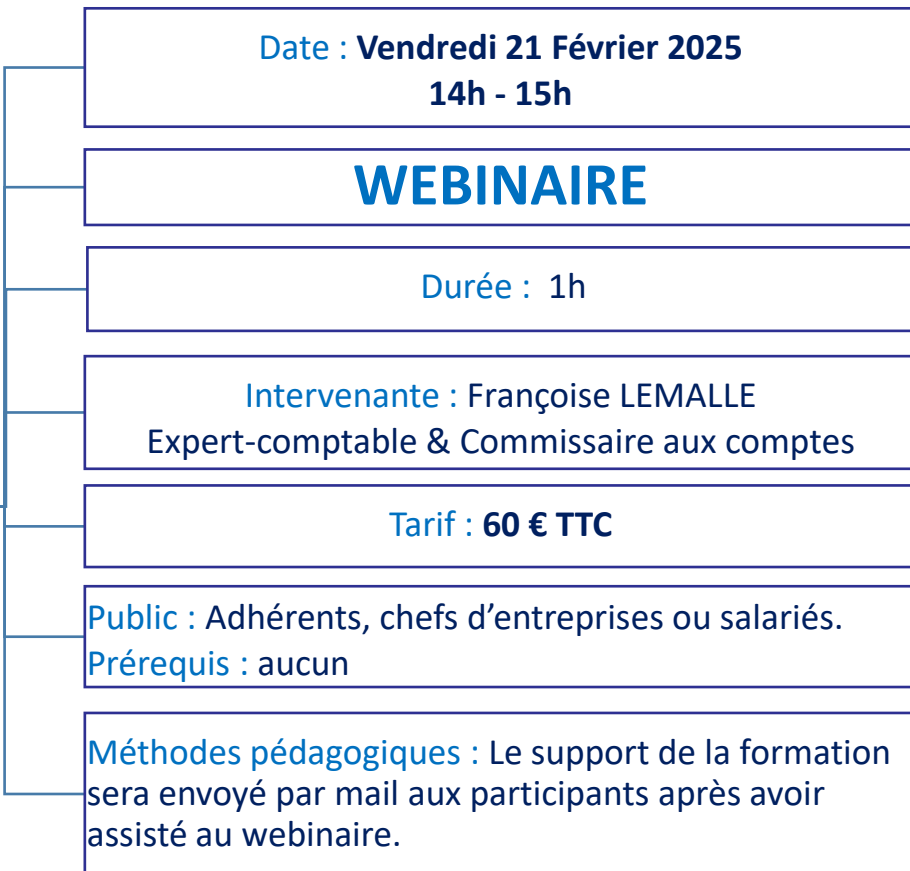 Date : Vendredi 21 Février 2025
14h - 15h
WEBINAIRE
Durée : 1h
Intervenante : Françoise LEMALLE
Expert-comptable & Commissaire aux comptes
Tarif : 60 € TTC
Public : Adhérents, chefs d’entreprises ou salariés.
Prérequis : aucun
Méthodes pédagogiques : Le support de la formation
sera envoyé par mail aux participants après avoir
assisté au webinaire.